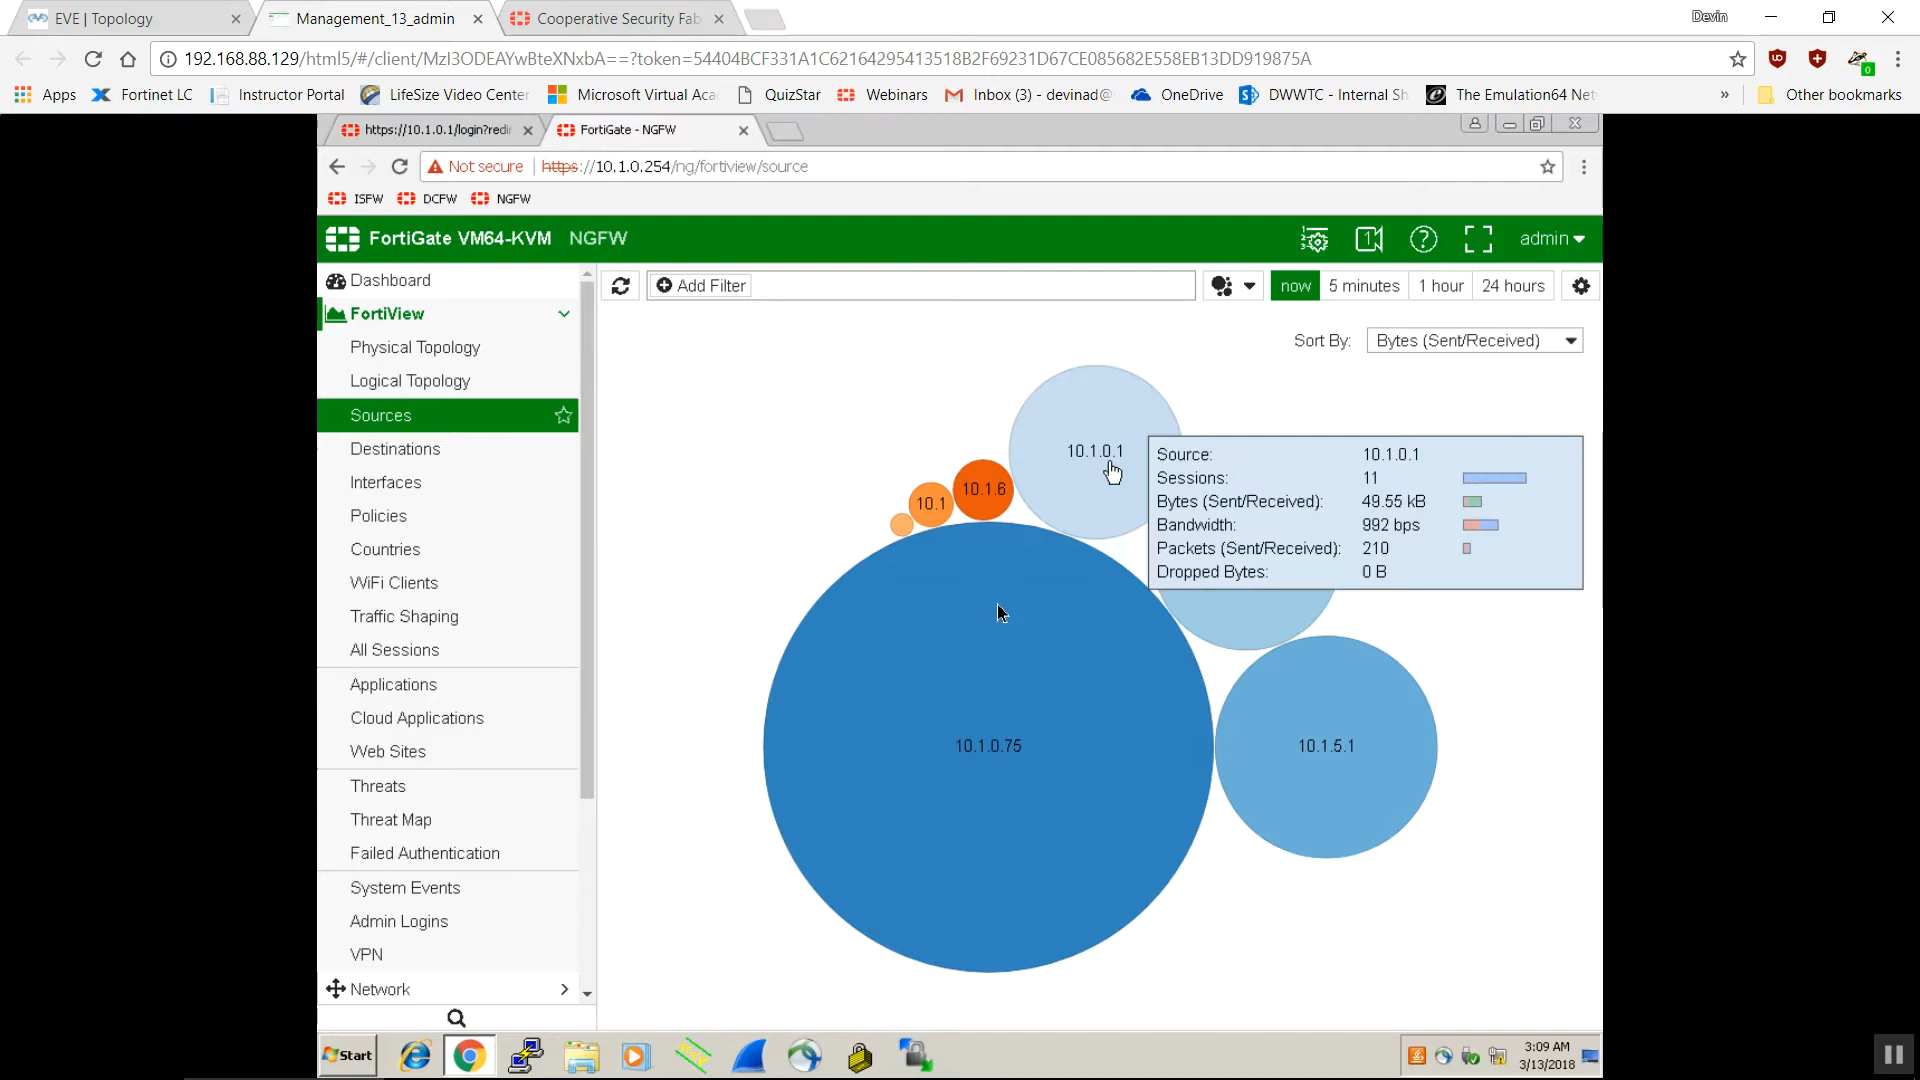 EVE | Topology
Management_13_admin
Cooperative Security Fab
Devin
192.168.88.129/html5/#/client/MzI3ODEAYwBteXNxbA==?token=54404BCF331A1C62164295413518B2F69231D67CE085682E558EB13DD919875A
Apps
Fortinet LC
Instructor Portal
LifeSize Video Center
Microsoft Virtual Aca
QuizStar
Webinars
Inbox (3) - devinad@
OneDrive
DWWTC - Internal Sh
The Emulation64 Net
»
Other bookmarks
https://10.1.0.1/login?redir
FortiGate - NGFW
Not secure
https://10.1.0.254/ng/fortiview/source
ISFW
DCFW
NGFW
FortiGate VM64-KVM NGFW
1
admin
Dashboard
Add Filter
now
5 minutes
1 hour
24 hours
FortiView
Sort By:
Bytes (Sent/Received)
Physical Topology
Logical Topology
Sources
Destinations
Interfaces
Policies
Countries
WiFi Clients
Traffic Shaping
All Sessions
Applications
Cloud Applications
Web Sites
Threats
Threat Map
Failed Authentication
System Events
Admin Logins
VPN
Network
10.1.0.1
10.1.6
10.1
10.1.0.75
10.1.5.1
Source: 10.1.0.1
Sessions: 11
Bytes (Sent/Received): 49.55 kB
Bandwidth: 992 bps
Packets (Sent/Received): 210
Dropped Bytes: 0 B
Start
3:09 AM
3/13/2018